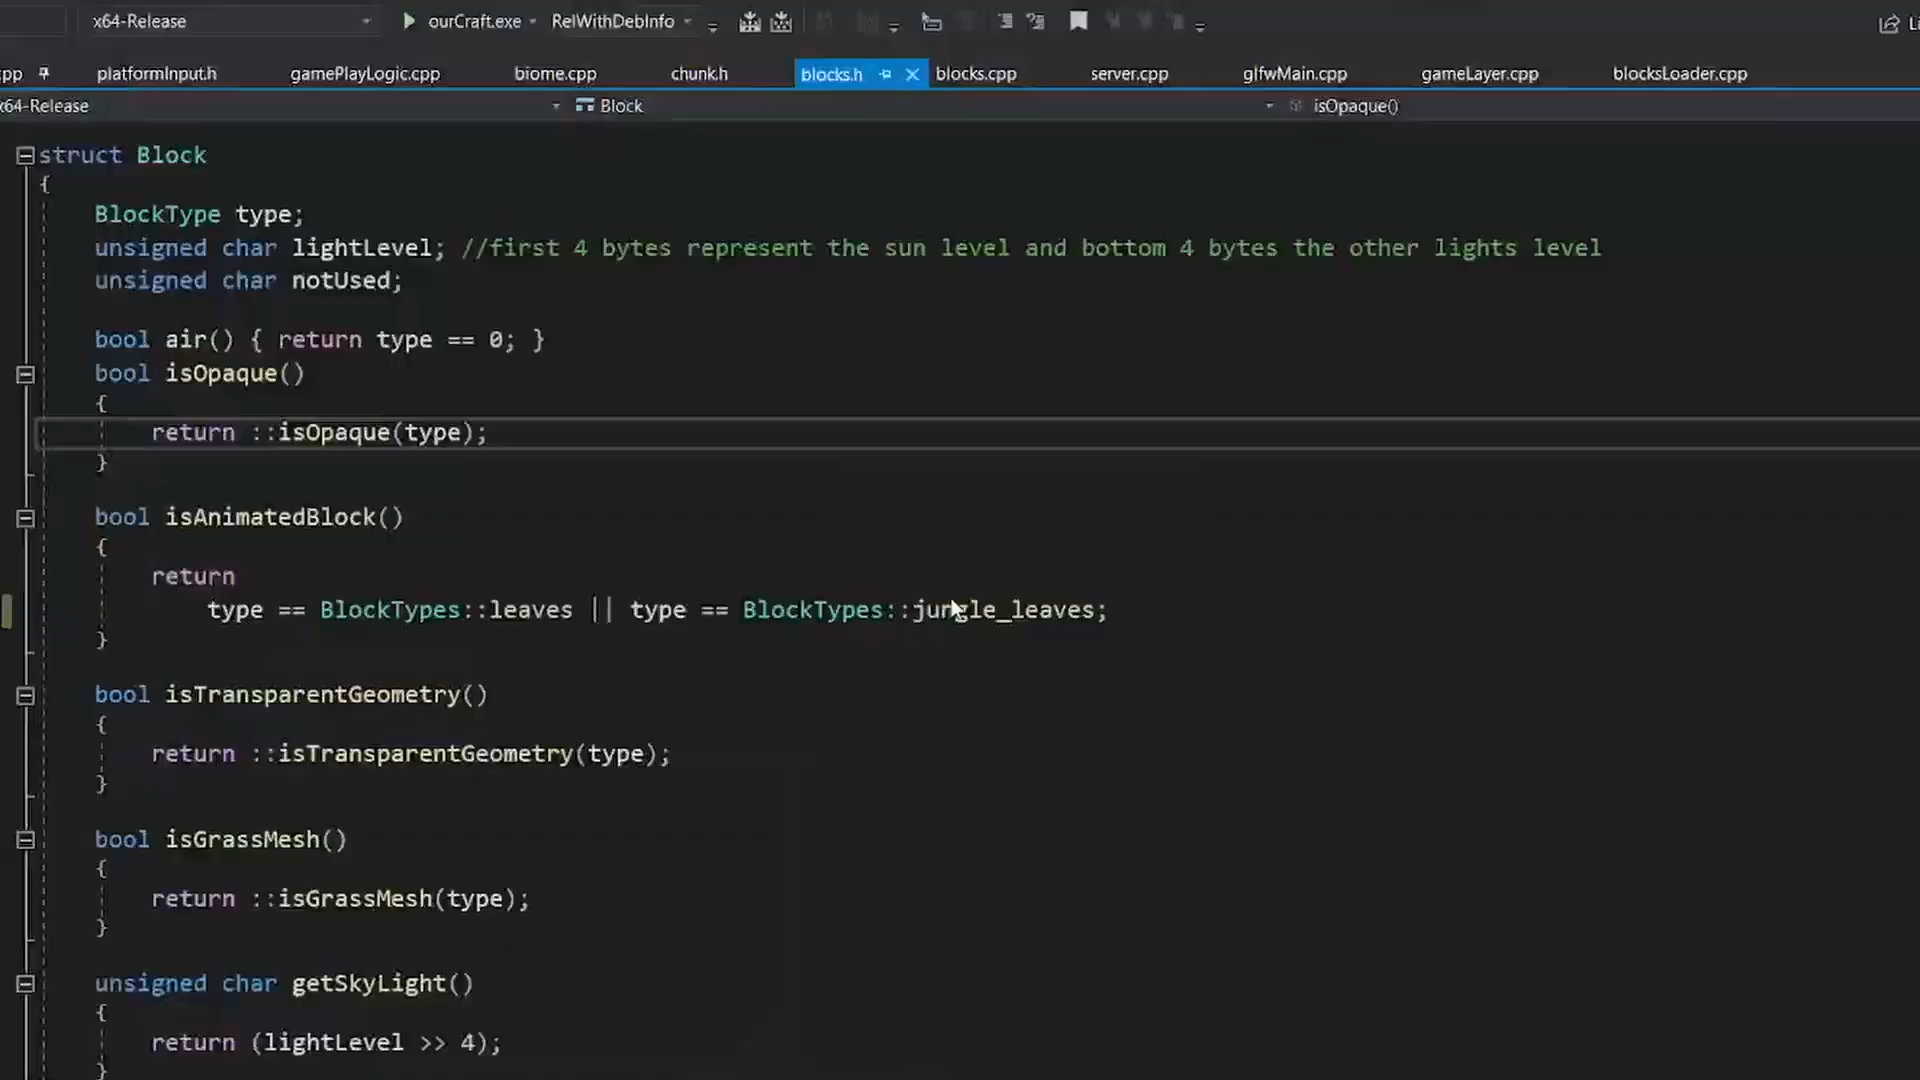 x64-Release ourCraft.exe RelWithDebInfo Li
cpp platformInput.h gamePlayLogic.cpp biome.cpp chunk.h blocks.h blocks.cpp server.cpp glfwMain.cpp gameLayer.cpp blocksLoader.cpp
x64-Release Block isOpaque()
struct Block
{
BlockType type;
unsigned char lightLevel; //first 4 bytes represent the sun level and bottom 4 bytes the other lights level
unsigned char notUsed;
bool air() { return type == 0; }
bool isOpaque()
{
return ::isOpaque(type);
}
bool isAnimatedBlock()
{
return
type == BlockTypes::leaves || type == BlockTypes::jungle_leaves;
}
bool isTransparentGeometry()
{
return ::isTransparentGeometry(type);
}
bool isGrassMesh()
{
return ::isGrassMesh(type);
}
unsigned char getSkyLight()
{
return (lightLevel >> 4);
}